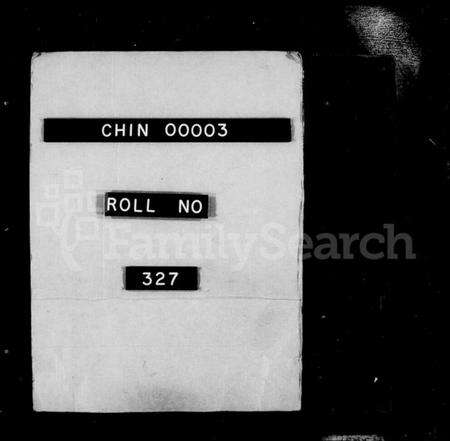 CHIN 00003
ROLL NO
FamilySearch
327